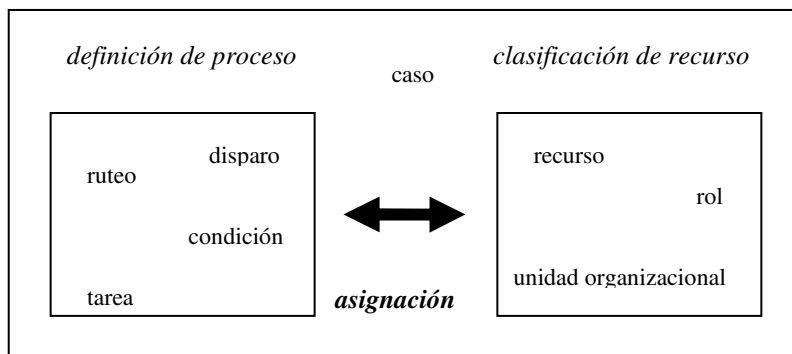 definición de proceso
clasificación de recurso
caso
disparo
ruteo
condición
tarea
asignación
recurso
rol
unidad organizacional